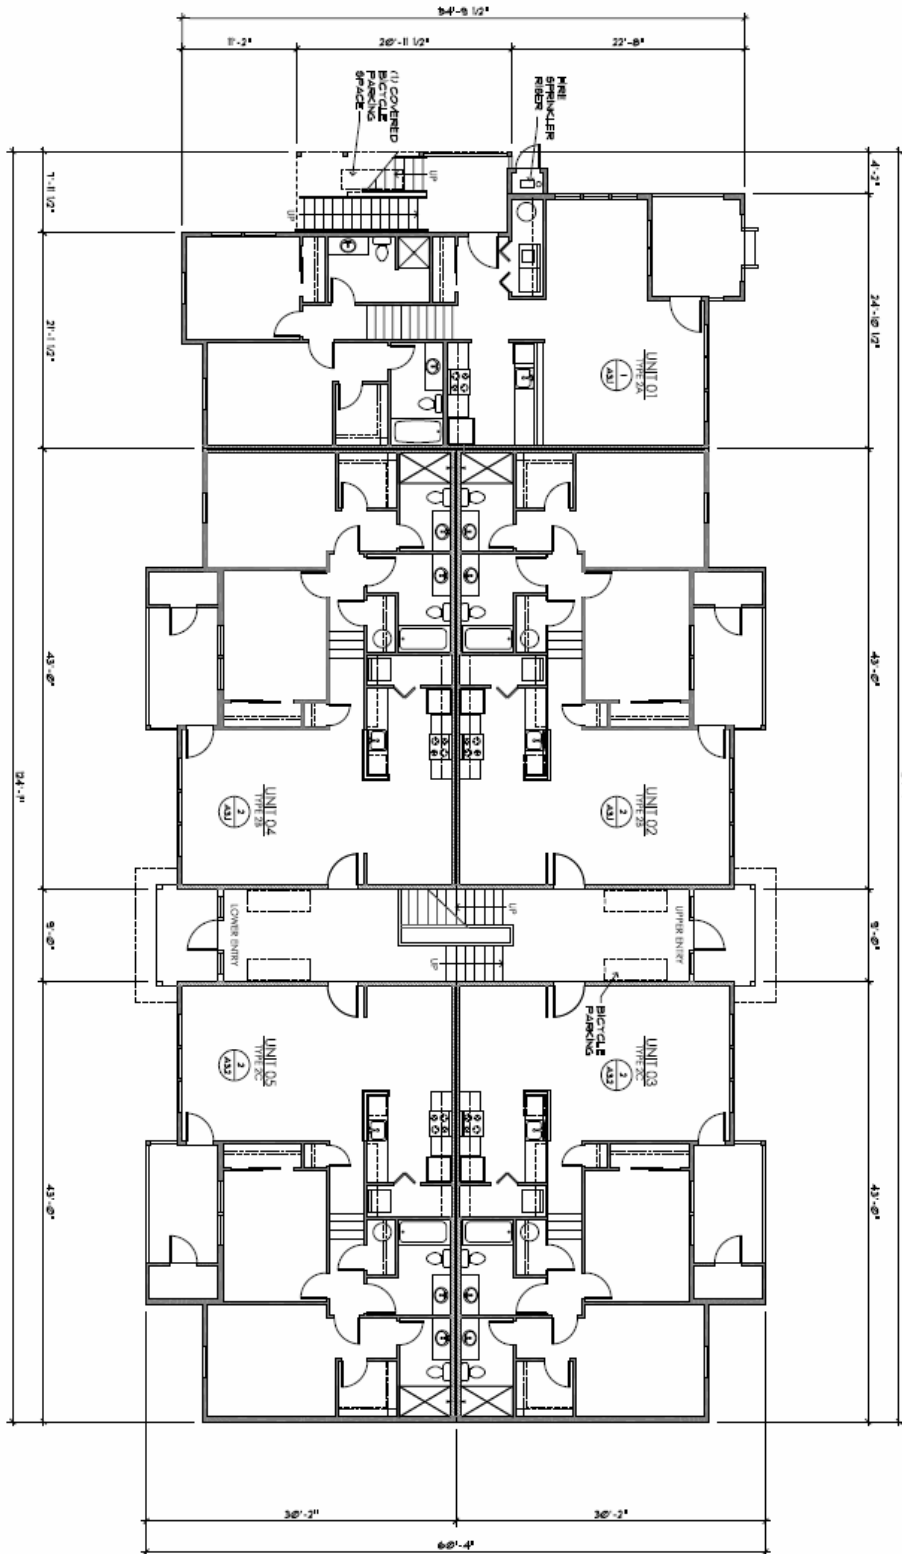 54'-9 1/2"
11'-2"
20'-11 1/2"
22'-8"
(1) COVERED
BICYCLE
PARKING
SPACE
FIRE
SPRINKLER
RISER
UP
UP
7'-11 1/2"
4'-2"
21'-1 1/2"
24'-10 1/2"
UNIT 01
TYPE 2A
1
A3.1
43'-0"
43'-0"
124'-7"
UNIT 04
TYPE 2B
2
A3.1
UNIT 02
TYPE 2B
2
A3.1
9'-0"
LOWER ENTRY
UP
UP
UPPER ENTRY
9'-0"
BICYCLE
PARKING
UNIT 05
TYPE 2C
2
A3.2
UNIT 03
TYPE 2C
2
A3.2
43'-0"
43'-0"
30'-2"
30'-2"
60'-4"